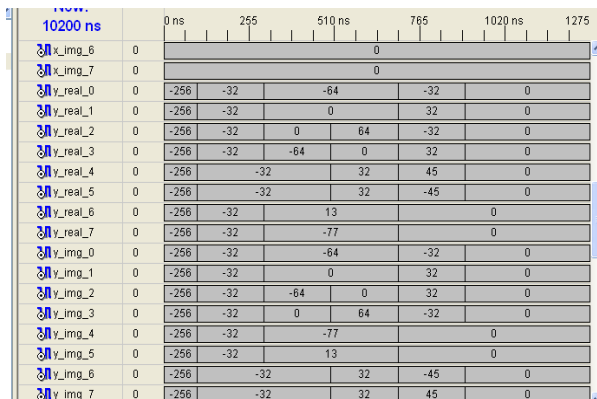 Now:
10200 ns
0 ns 255 510 ns 765 1020 ns 1275
x_img_6 0 0
x_img_7 0 0
y_real_0 0 -256 -32 -64 -32 0
y_real_1 0 -256 -32 0 32 0
y_real_2 0 -256 -32 0 64 -32 0
y_real_3 0 -256 -32 -64 0 32 0
y_real_4 0 -256 -32 32 45 0
y_real_5 0 -256 -32 32 -45 0
y_real_6 0 -256 -32 13 0
y_real_7 0 -256 -32 -77 0
y_img_0 0 -256 -32 -64 -32 0
y_img_1 0 -256 -32 0 32 0
y_img_2 0 -256 -32 -64 0 32 0
y_img_3 0 -256 -32 0 64 -32 0
y_img_4 0 -256 -32 -77 0
y_img_5 0 -256 -32 13 0
y_img_6 0 -256 -32 32 -45 0
y_img_7 0 -256 -32 32 45 0